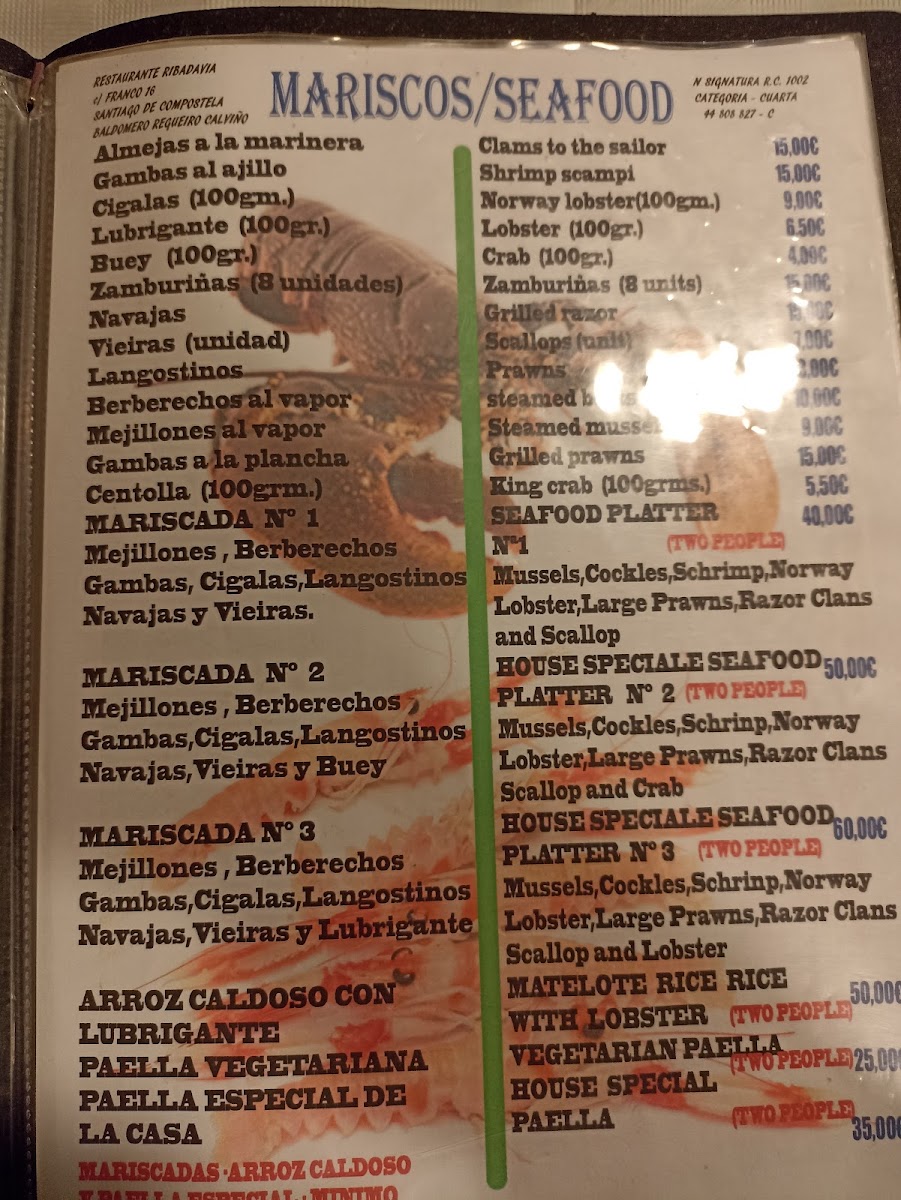 RESTAURANTE RIBADAVIA
c/ FRANCO 16
SANTIAGO DE COMPOSTELA
BALDOMERO REGUEIRO CALVIÑO
MARISCOS/SEAFOOD
N SIGNATURA R.C. 1002
CATEGORIA - CUARTA
44 808 827 - C
Almejas a la marinera
Gambas al ajillo
Cigalas (100gm.)
Lubrigante (100gr.)
Buey (100gr.)
Zamburiñas (8 unidades)
Navajas
Vieiras (unidad)
Langostinos
Berberechos al vapor
Mejillones al vapor
Gambas a la plancha
Centolla (100grm.)
MARISCADA Nº 1
Mejillones , Berberechos
Gambas, Cigalas,Langostinos
Navajas y Vieiras.
MARISCADA Nº 2
Mejillones , Berberechos
Gambas,Cigalas,Langostinos
Navajas,Vieiras y Buey
MARISCADA Nº 3
Mejillones , Berberechos
Gambas,Cigalas,Langostinos
Navajas,Vieiras y Lubrigante
ARROZ CALDOSO CON
LUBRIGANTE
PAELLA VEGETARIANA
PAELLA ESPECIAL DE
LA CASA
MARISCADAS-ARROZ CALDOSO
Y PAELLA ESPECIAL : MINIMO
Clams to the sailor 15,00€
Shrimp scampi 15,00€
Norway lobster(100gm.) 9,00€
Lobster (100gr.) 6,50€
Crab (100gr.) 4,00€
Zamburiñas (8 units) 15,00€
Grilled razor
Scallops (unit) 7,00€
Prawns
steamed 10,00€
Steamed 9,00€
Grilled prawns 15,00€
King crab (100grms.) 5,50€
SEAFOOD PLATTER 40,00€
Nº1 (TWO PEOPLE)
Mussels,Cockles,Schrimp,Norway
Lobster,Large Prawns,Razor Clans
and Scallop
HOUSE SPECIALE SEAFOOD 50,00€
PLATTER Nº 2 (TWO PEOPLE)
Mussels,Cockles,Schrinp,Norway
Lobster,Large Prawns,Razor Clans
Scallop and Crab
HOUSE SPECIALE SEAFOOD 60,00€
PLATTER Nº 3 (TWO PEOPLE)
Mussels,Cockles,Schrinp,Norway
Lobster,Large Prawns,Razor Clans
Scallop and Lobster
MATELOTE RICE RICE 50,00€
WITH LOBSTER (TWO PEOPLE)
VEGETARIAN PAELLA
(TWO PEOPLE) 25,00
HOUSE SPECIAL
PAELLA (TWO PEOPLE) 35,00€